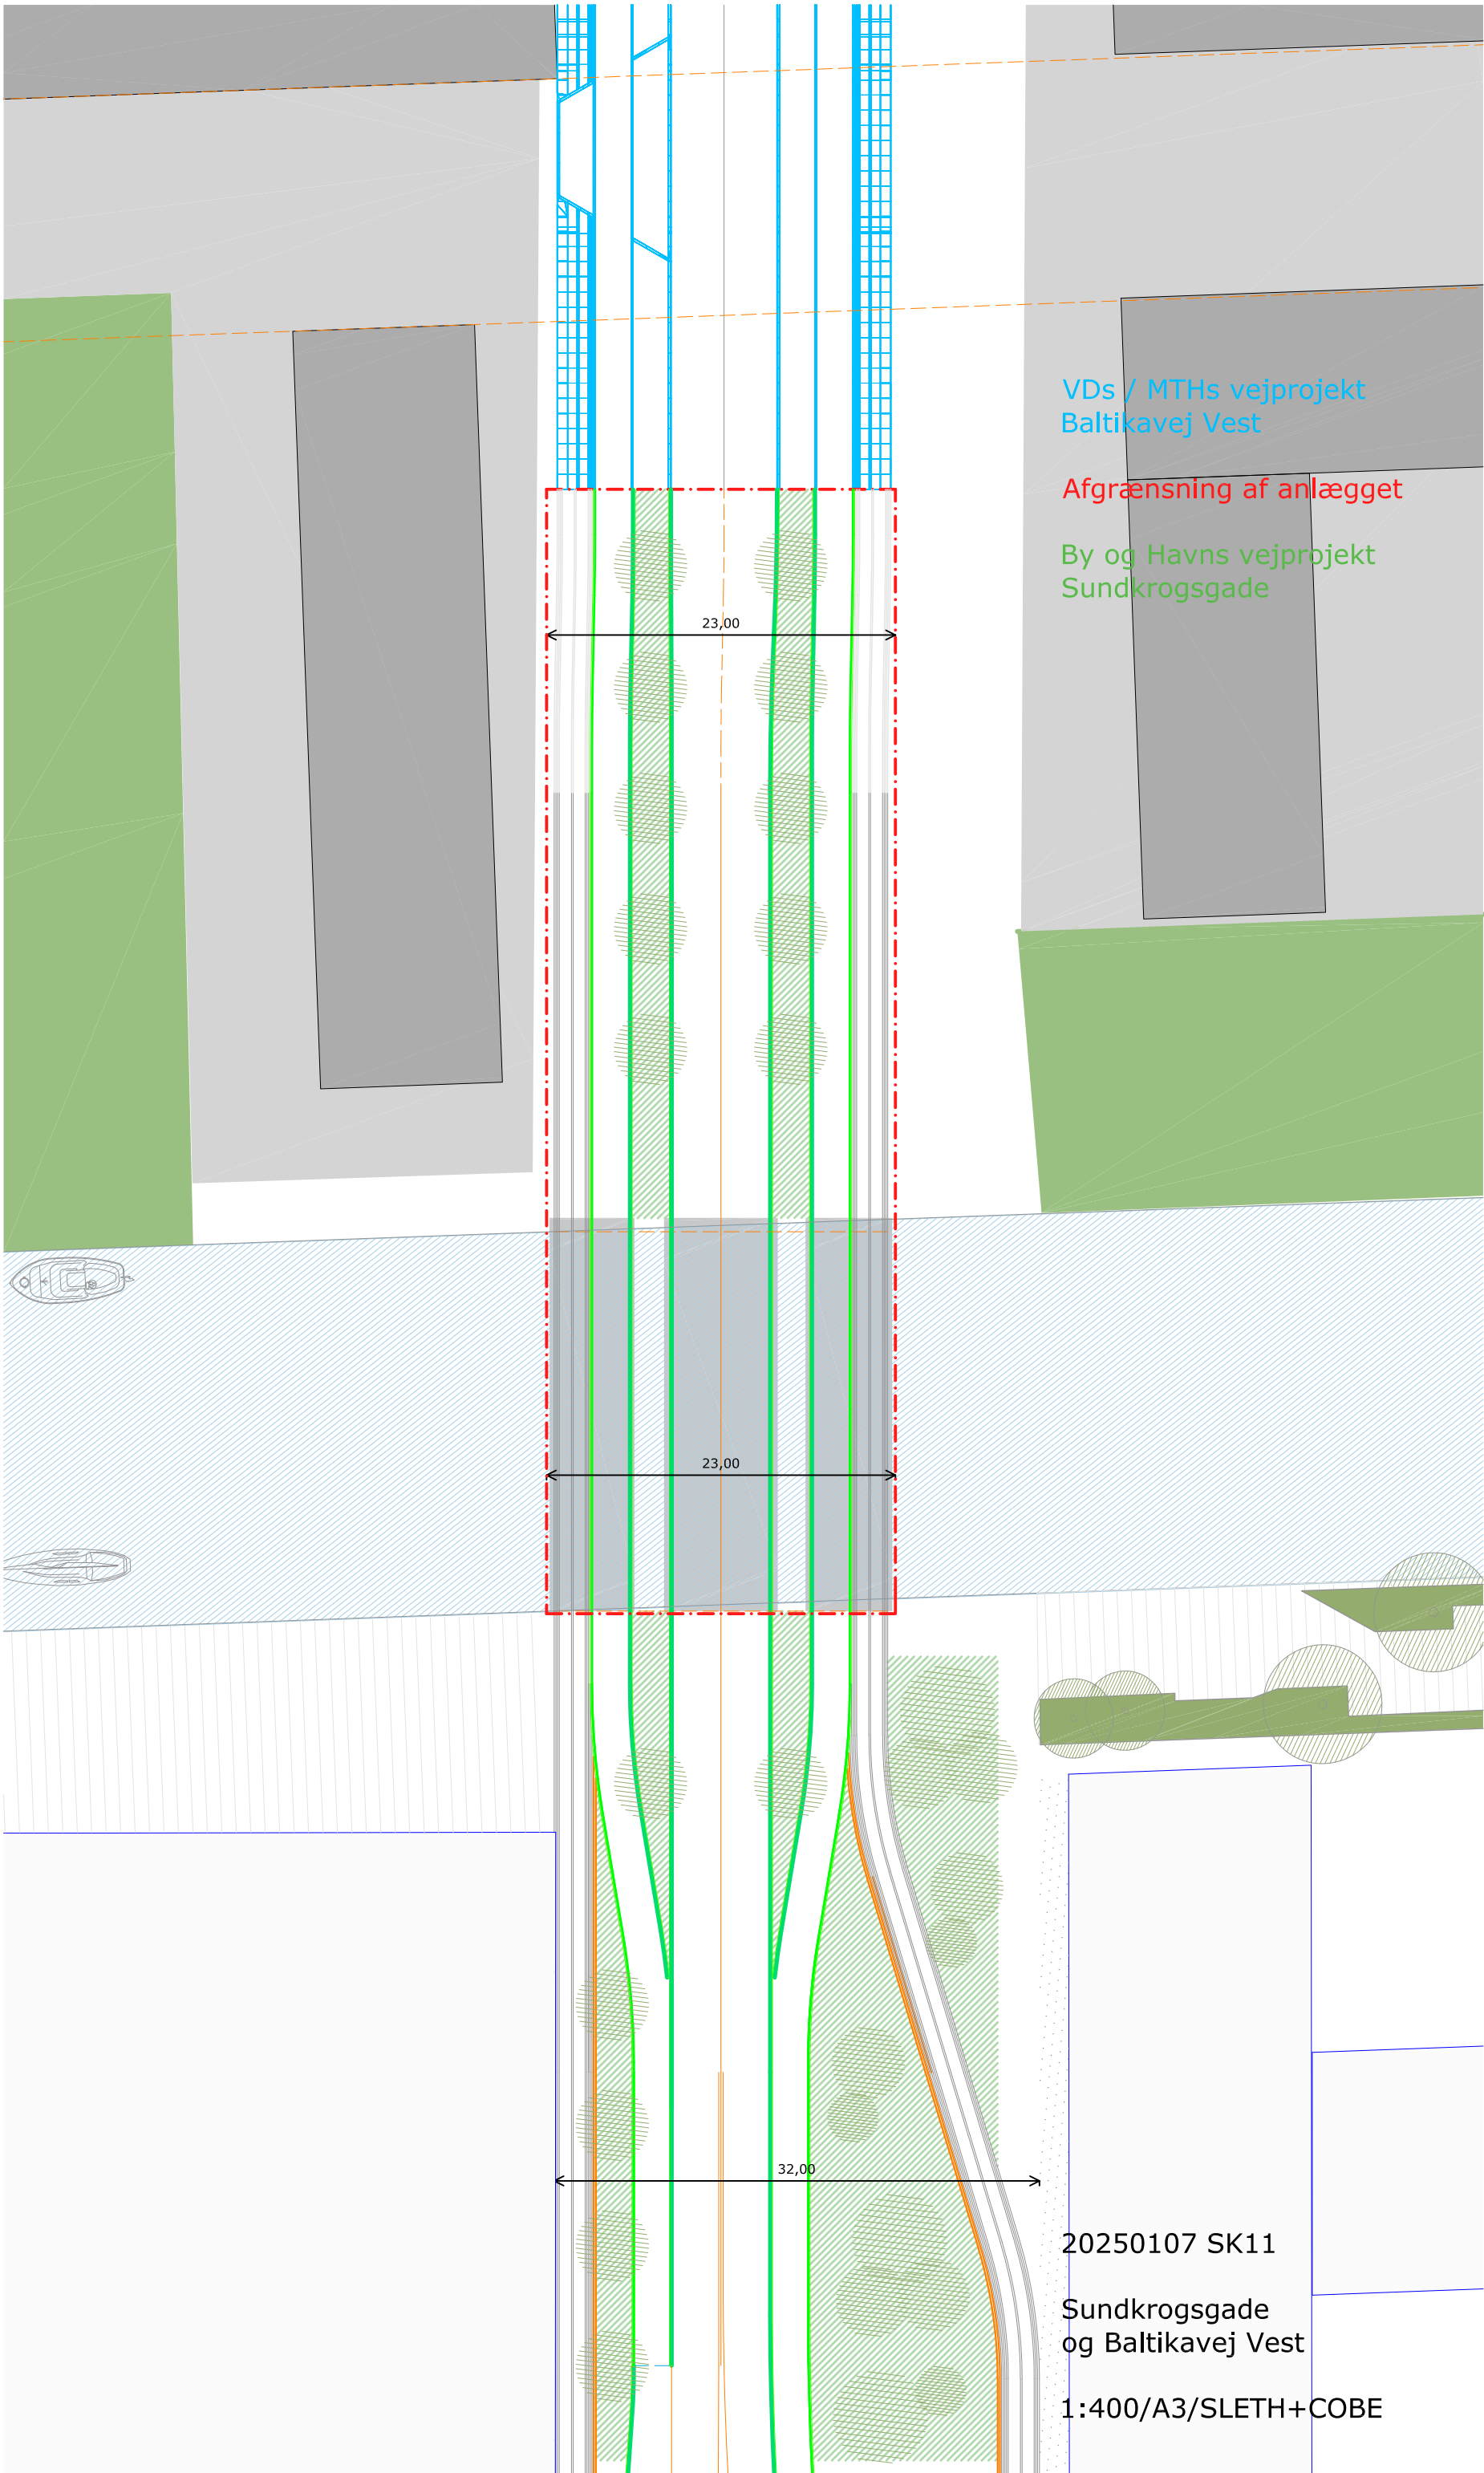 VDs / MTHs vejprojekt
Baltikavej Vest
Afgrænsning af anlægget
By og Havns vejprojekt
Sundkrogsgade
23,00
23,00
32,00
20250107 SK11
Sundkrogsgade
og Baltikavej Vest
1:400/A3/SLETH+COBE